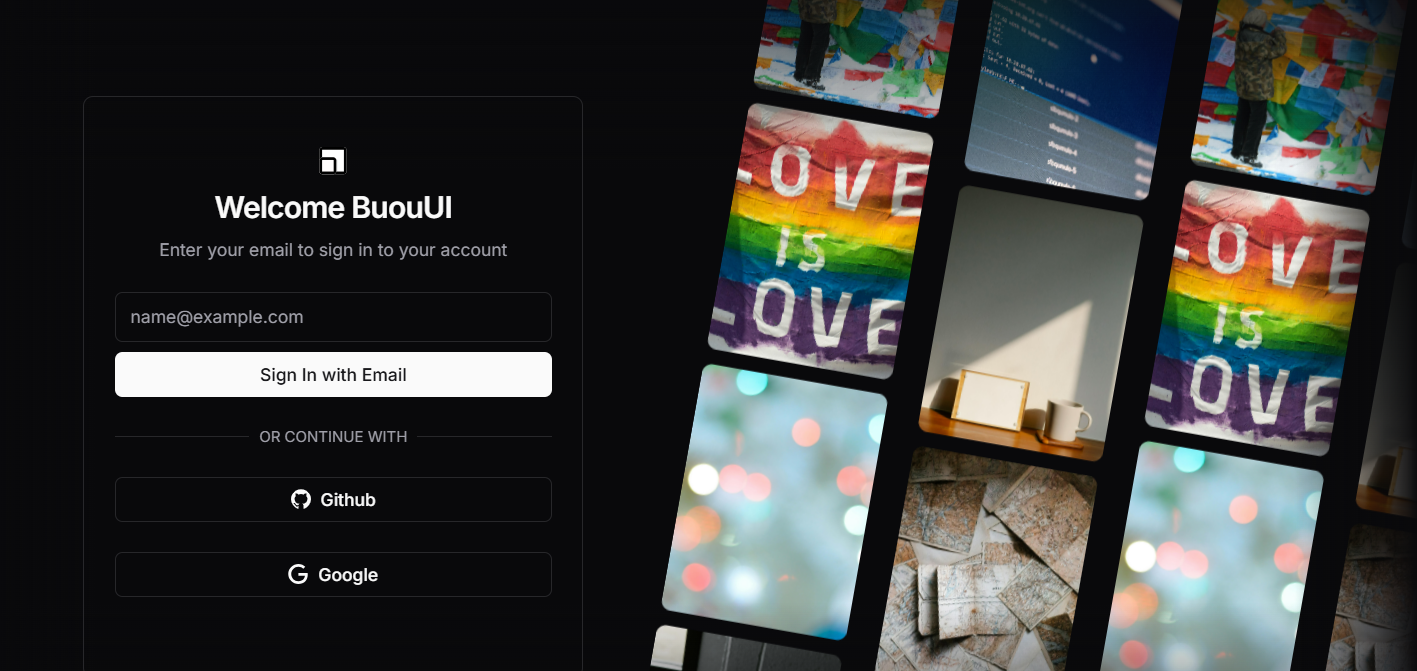 Welcome BuouUI
Enter your email to sign in to your account
name@example.com
Sign In with Email
OR CONTINUE WITH
Github
Google
LOVE
IS
LOVE
LOVE
IS
LOVE